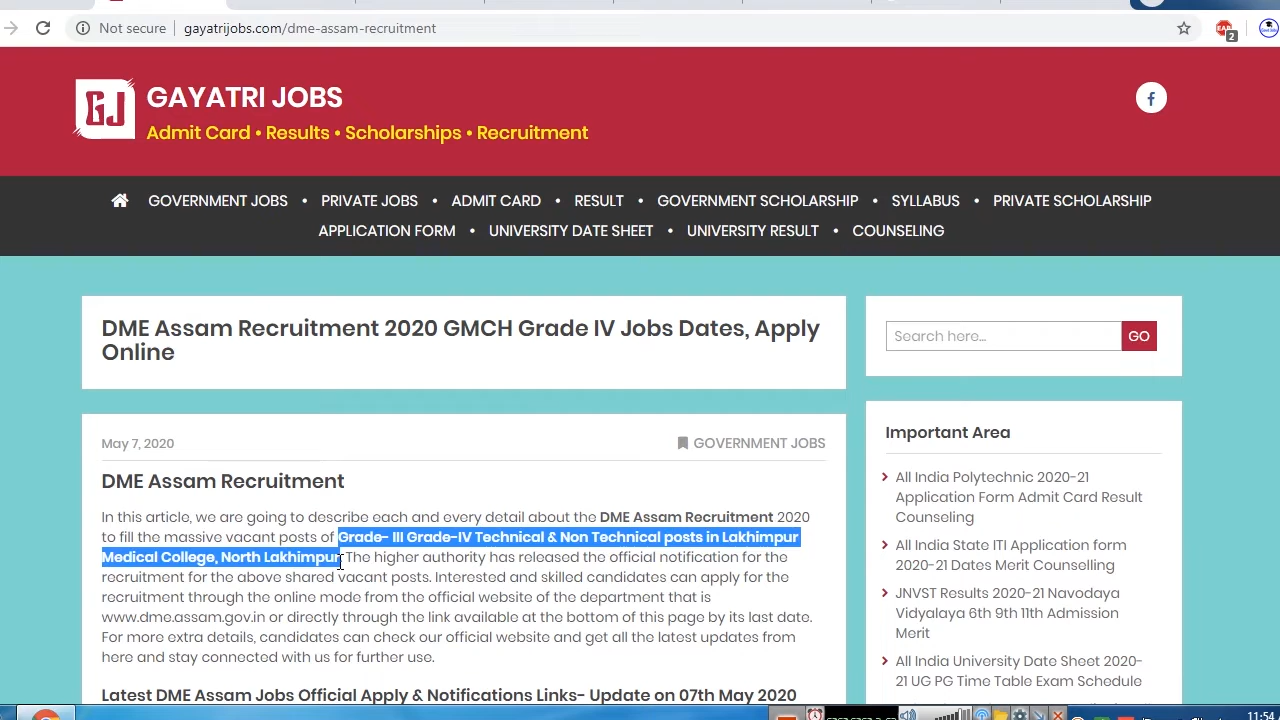 Not secure
gayatrijobs.com/dme-assam-recruitment
2
GJ
GAYATRI JOBS
Admit Card • Results • Scholarships • Recruitment
GOVERNMENT JOBS • PRIVATE JOBS • ADMIT CARD • RESULT • GOVERNMENT SCHOLARSHIP • SYLLABUS • PRIVATE SCHOLARSHIP
APPLICATION FORM • UNIVERSITY DATE SHEET • UNIVERSITY RESULT • COUNSELING
DME Assam Recruitment 2020 GMCH Grade IV Jobs Dates, Apply
Online
May 7, 2020
GOVERNMENT JOBS
DME Assam Recruitment
In this article, we are going to describe each and every detail about the DME Assam Recruitment 2020
to fill the massive vacant posts of Grade- III Grade-IV Technical & Non Technical posts in Lakhimpur
Medical College, North Lakhimpur. The higher authority has released the official notification for the
recruitment for the above shared vacant posts. Interested and skilled candidates can apply for the
recruitment through the online mode from the official website of the department that is
www.dme.assam.gov.in or directly through the link available at the bottom of this page by its last date.
For more extra details, candidates can check our official website and get all the latest updates from
here and stay connected with us for further use.
Latest DME Assam Jobs Official Apply & Notifications Links- Update on 07th May 2020
Search here...
GO
Important Area
All India Polytechnic 2020-21
Application Form Admit Card Result
Counseling
All India State ITI Application form
2020-21 Dates Merit Counselling
JNVST Results 2020-21 Navodaya
Vidyalaya 6th 9th 11th Admission
Merit
All India University Date Sheet 2020-
21 UG PG Time Table Exam Schedule
11:54